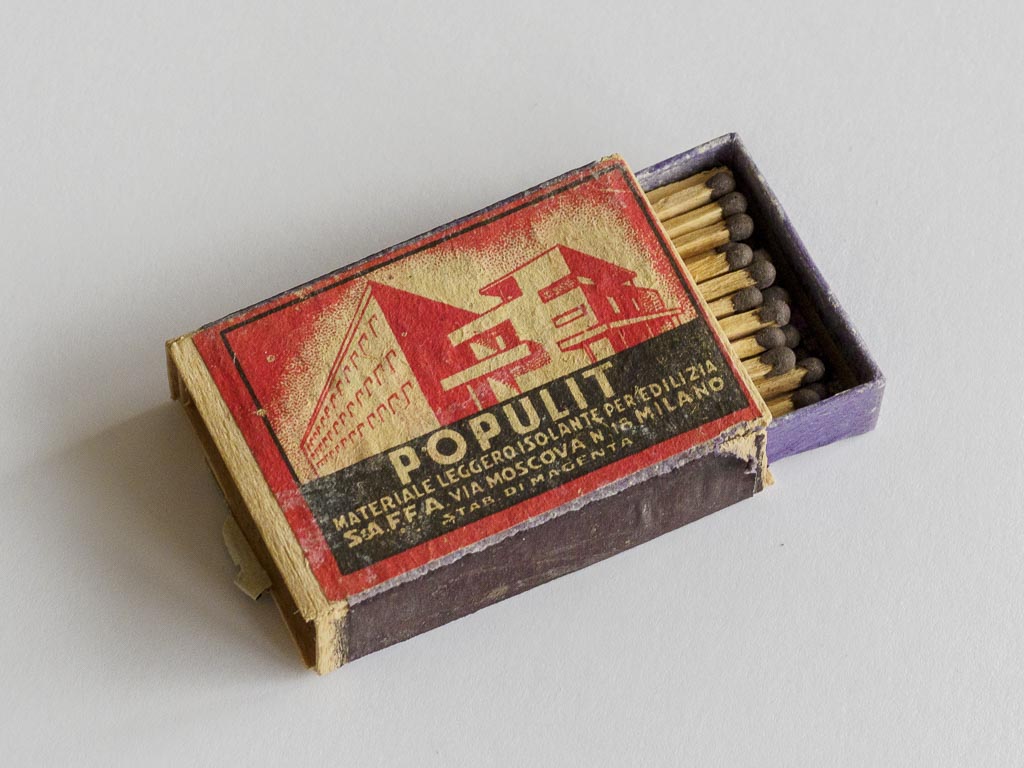 POPULIT
MATERIALE LEGGERO ISOLANTE PER EDILIZIA
S.A.F.F.A. VIA MOSCOVA N.18 MILANO
STAB. DI MAGENTA